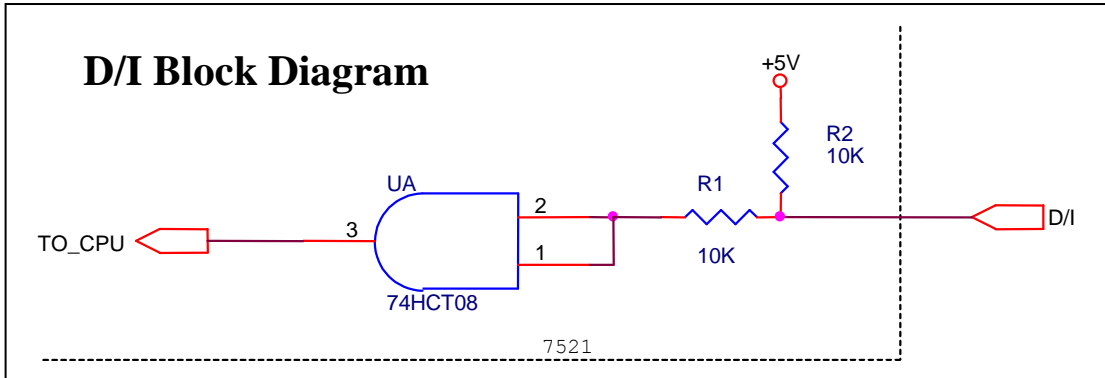 D/I Block Diagram
+5V
R2
10K
UA
R1
2
D/I
3
TO_CPU
1
10K
74HCT08
7521